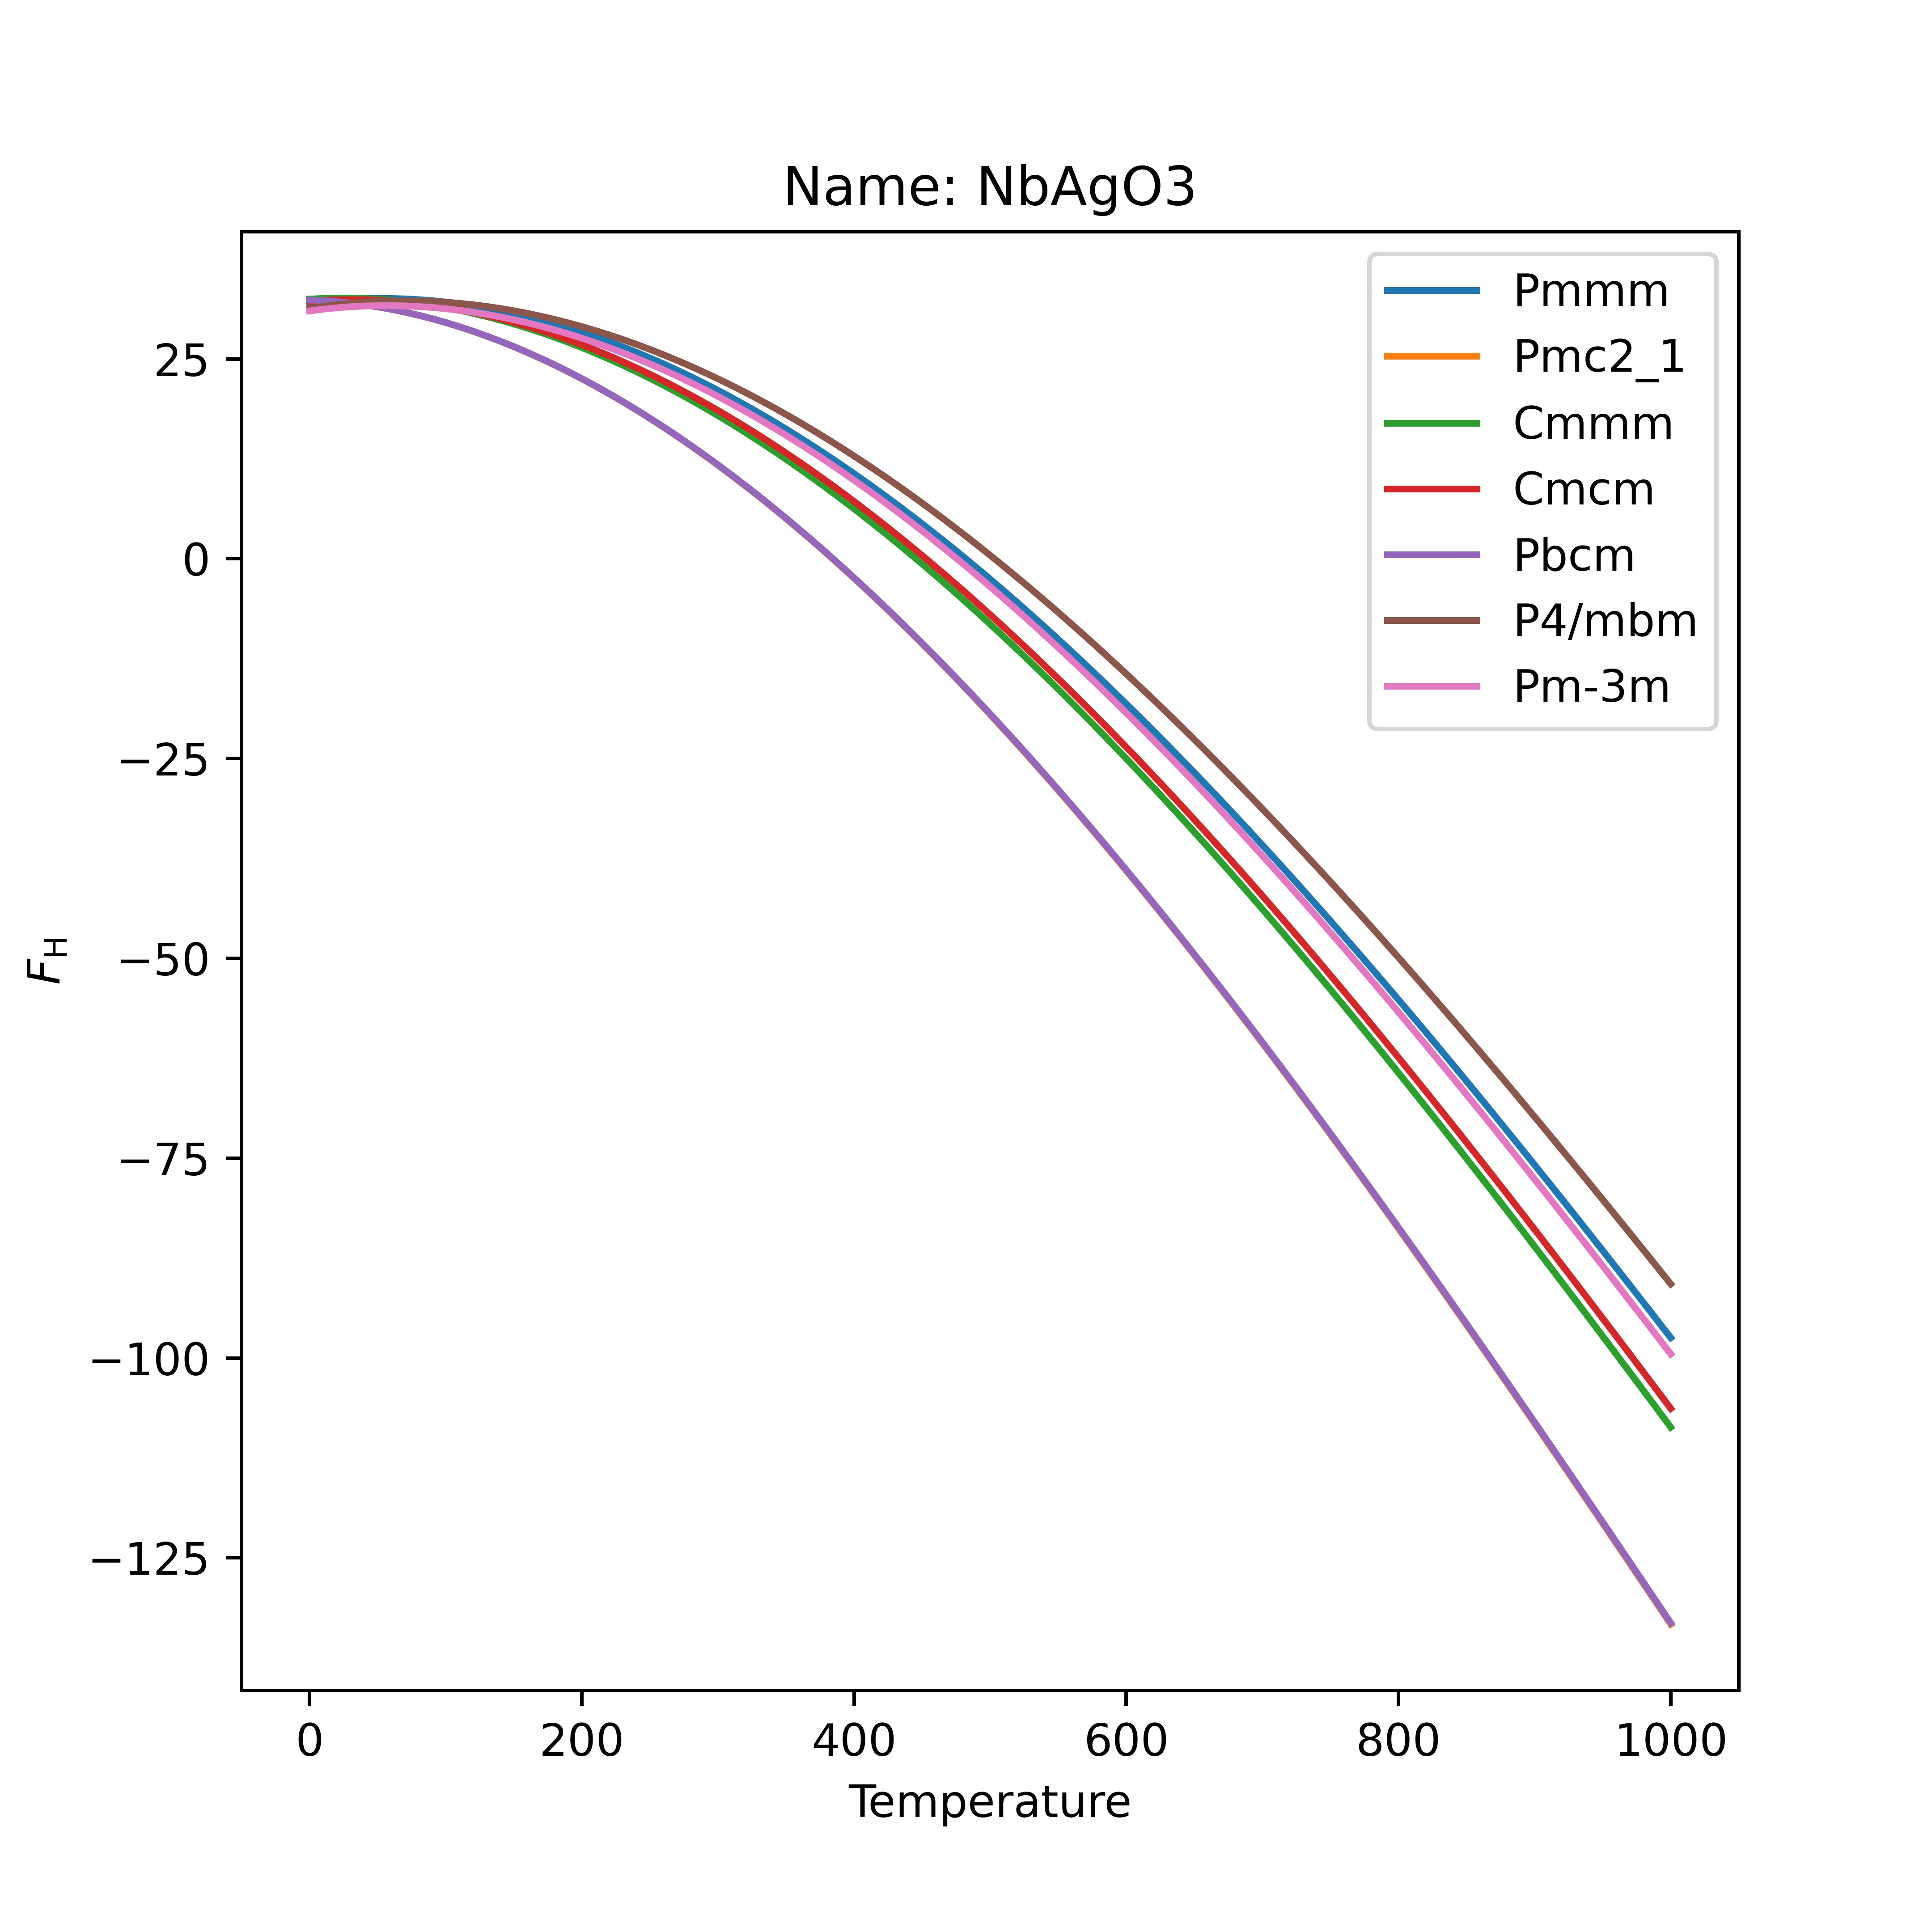 Name: NbAgO3
Pmmm
Pmc2_1
Cmmm
Cmcm
Pbcm
P4/mbm
Pm-3m
25
0
−25
−50
−75
−100
−125
F_H
0 200 400 600 800 1000
Temperature